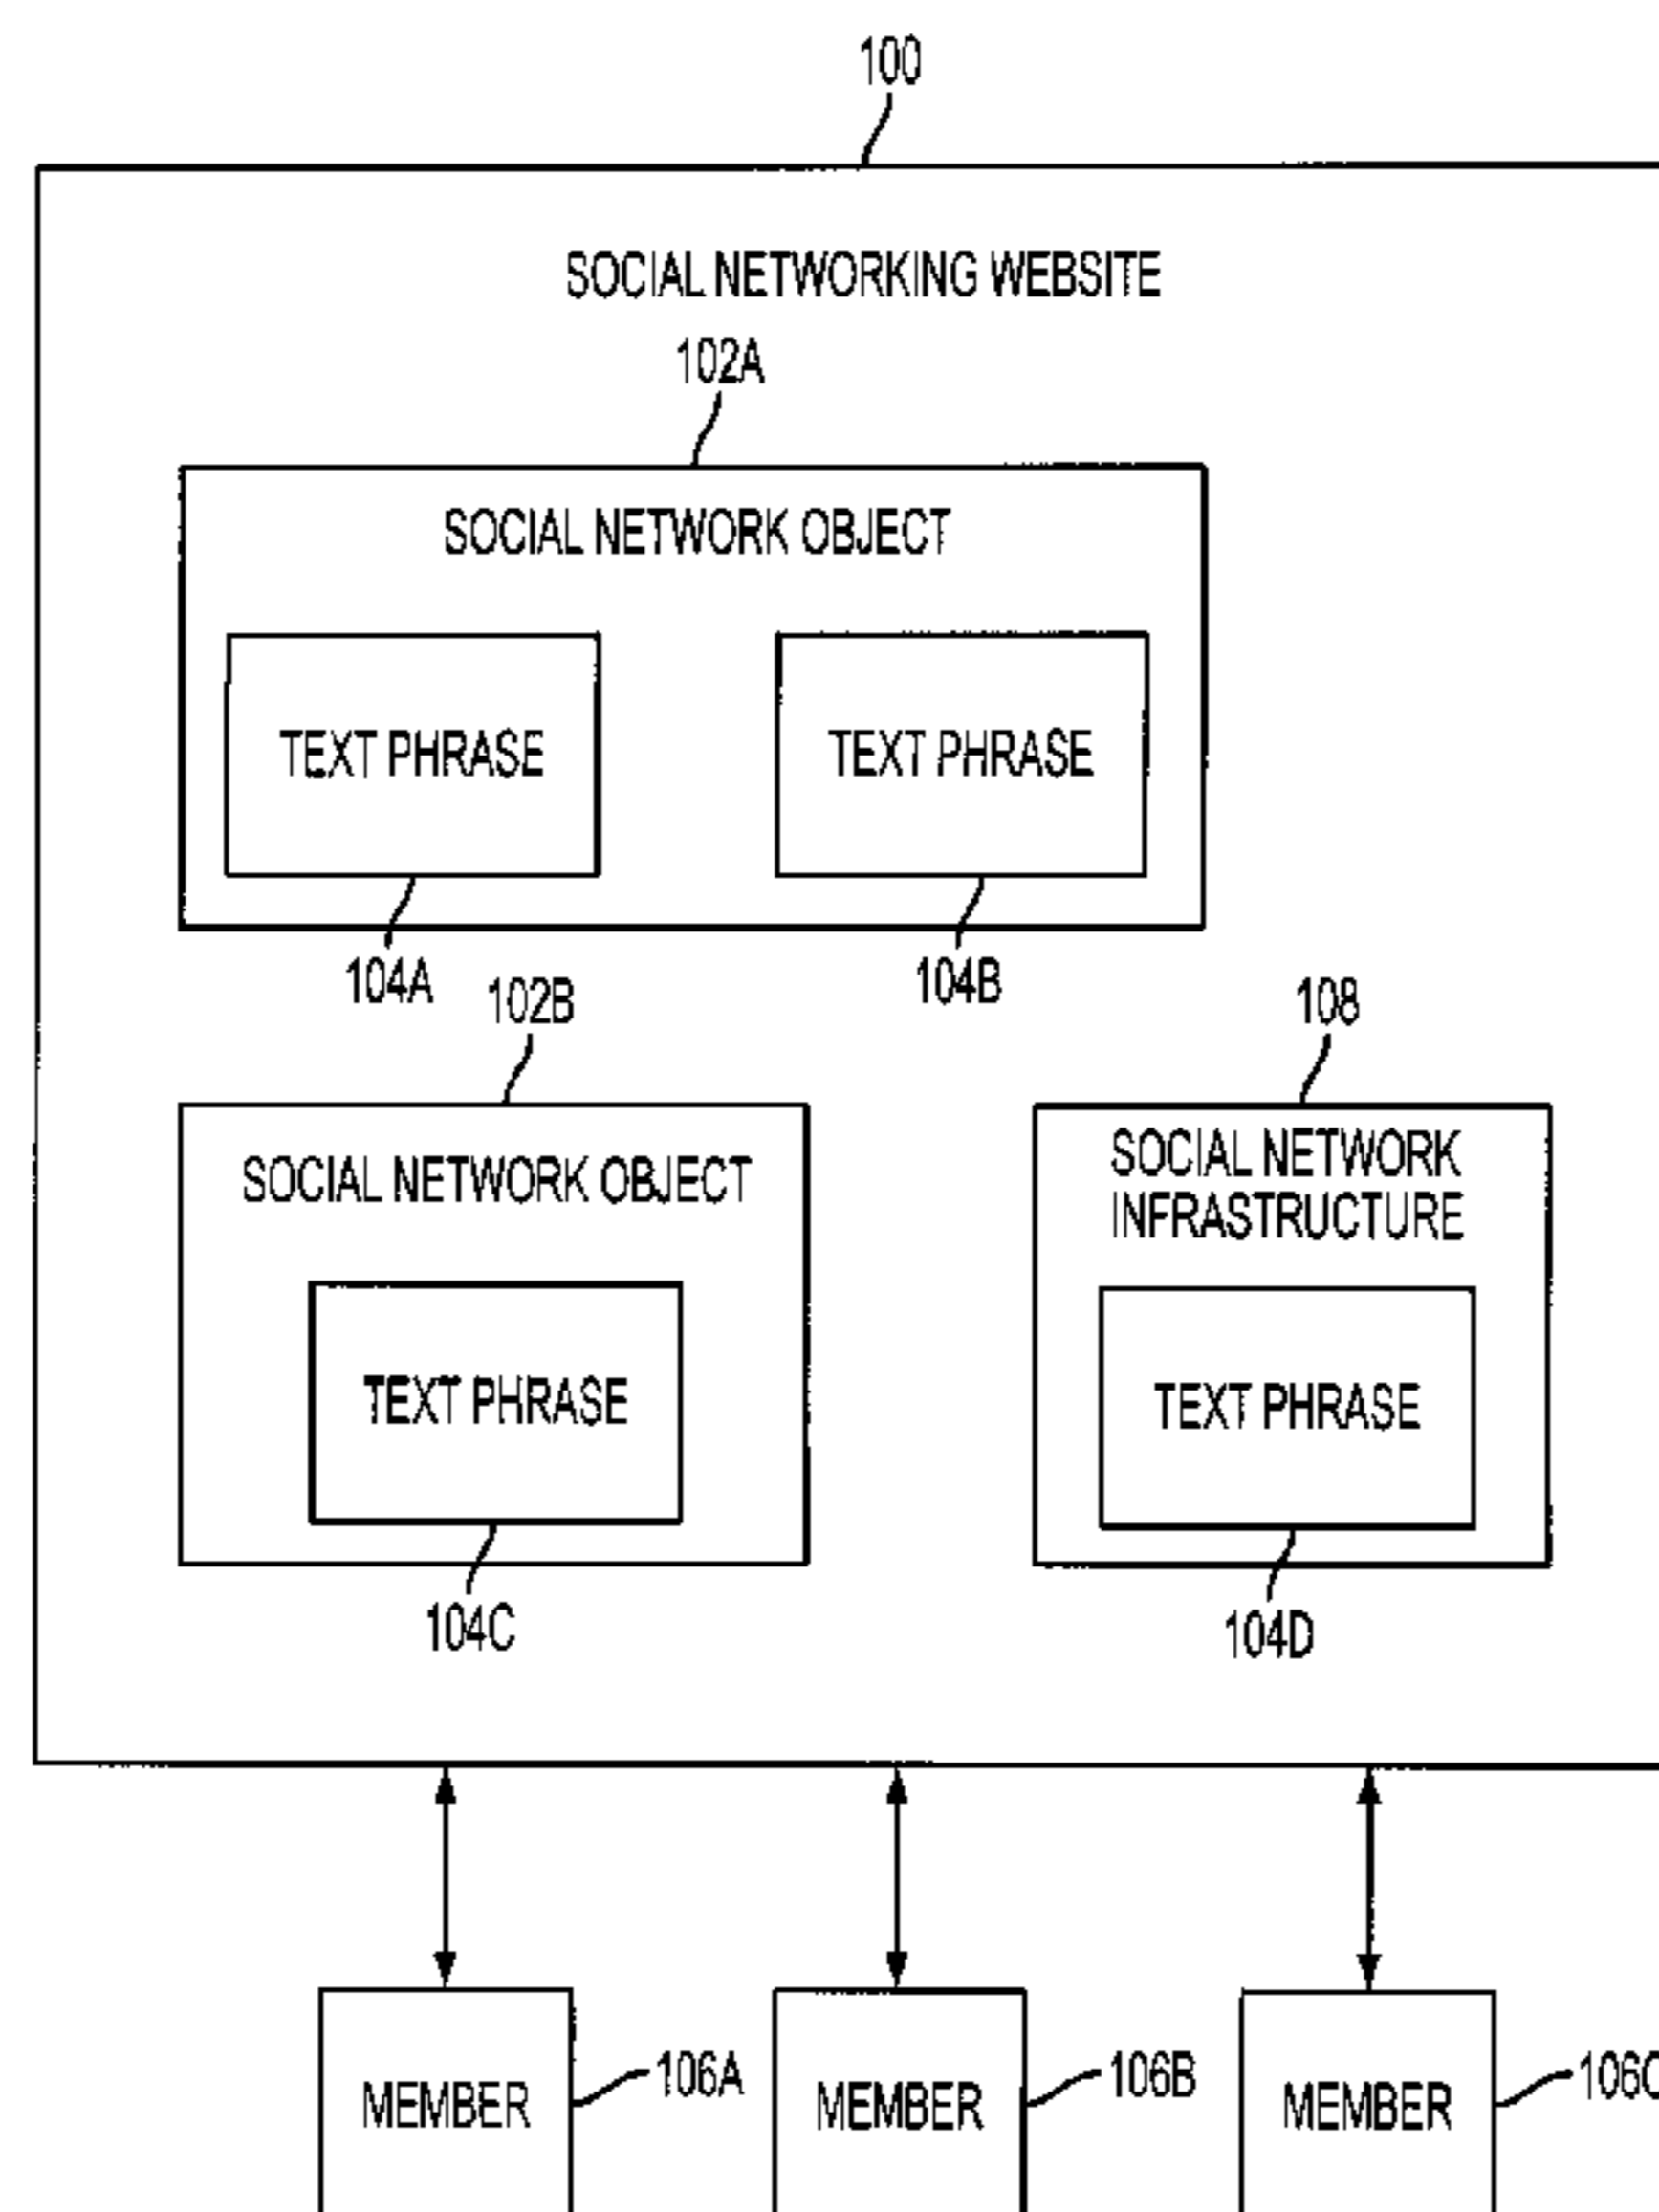 100
SOCIAL NETWORKING WEBSITE
102A
SOCIAL NETWORK OBJECT
TEXT PHRASE
TEXT PHRASE
104A
104B
102B
108
SOCIAL NETWORK OBJECT
SOCIAL NETWORK
INFRASTRUCTURE
TEXT PHRASE
TEXT PHRASE
104C
104D
MEMBER
106A
MEMBER
106B
MEMBER
106C